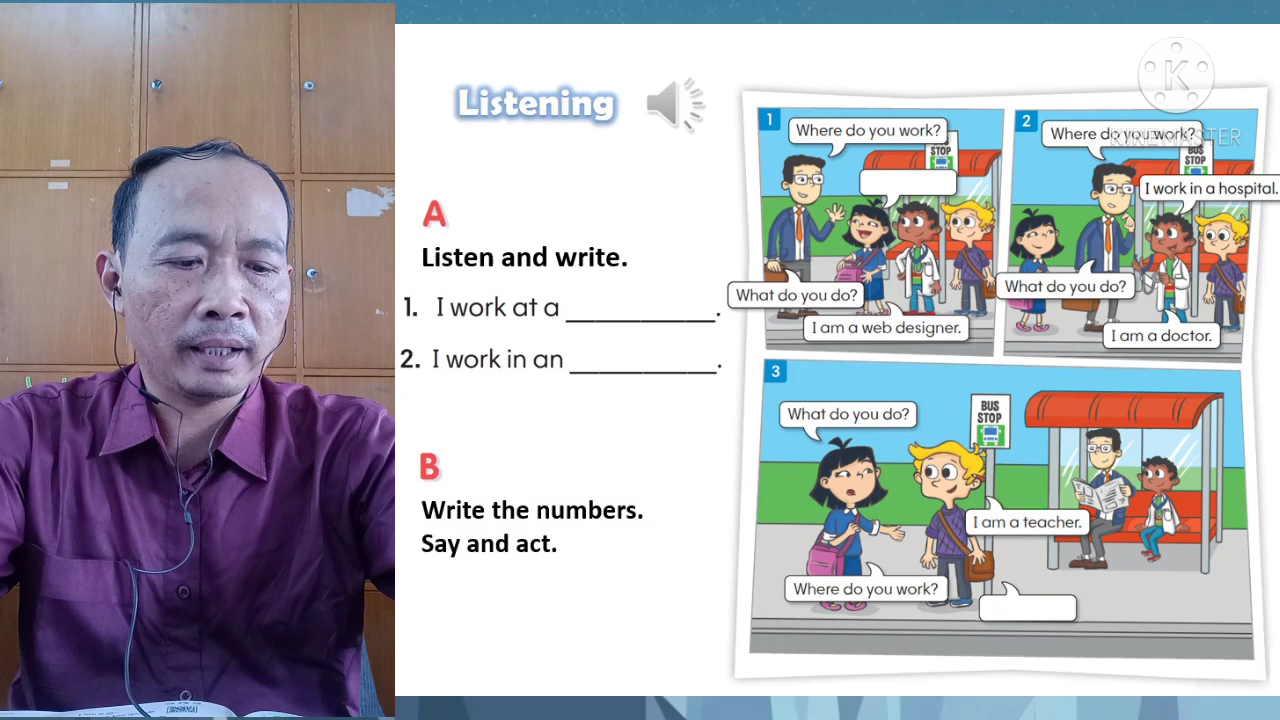 Listening
A
Listen and write.
1. I work at a ___________.
2. I work in an ___________.
B
Write the numbers.
Say and act.
K
KINEMASTER
1
Where do you work?
BUS
STOP
What do you do?
I am a web designer.
2
Where do you work?
BUS
STOP
I work in a hospital.
What do you do?
I am a doctor.
3
What do you do?
BUS
STOP
I am a teacher.
Where do you work?